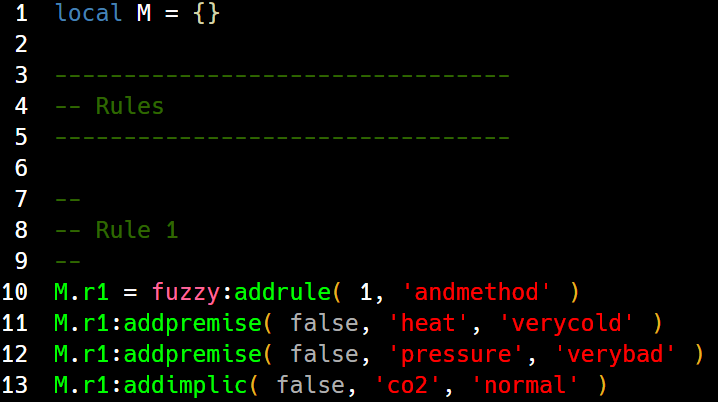 1 local M = {}
2
3 ---------------------------------
4 -- Rules
5 ---------------------------------
6
7 --
8 -- Rule 1
9 --
10 M.r1 = fuzzy:addrule( 1, 'andmethod' )
11 M.r1:addpremise( false, 'heat', 'verycold' )
12 M.r1:addpremise( false, 'pressure', 'verybad' )
13 M.r1:addimplic( false, 'co2', 'normal' )